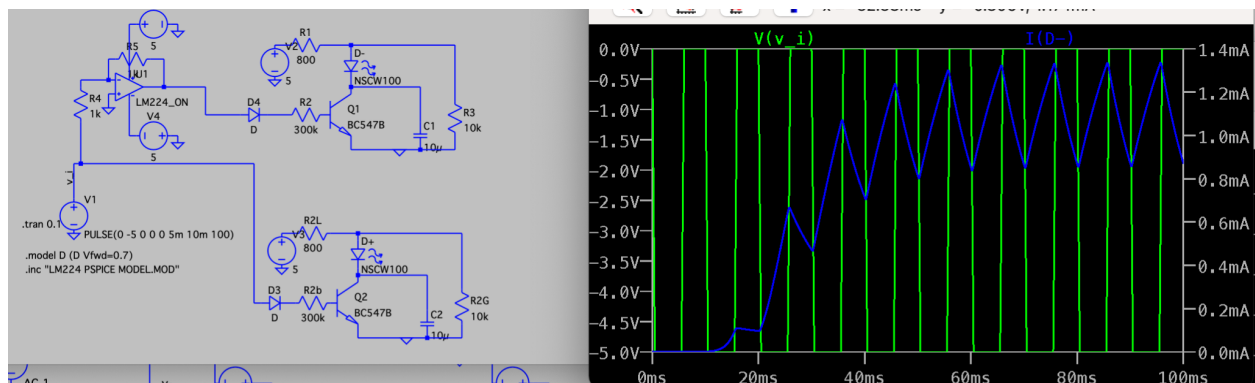 5
R5
1k
U1
LM224_ON
R4
1k
V4
5
V2
5
R1
800
D-
NSCW100
D4
D
R2
300k
Q1
BC547B
C1
10µ
R3
10k
v_i
V1
.tran 0.1
PULSE(0 -5 0 0 0 5m 10m 100)
.model D (D Vfwd=0.7)
.inc "LM224 PSPICE MODEL.MOD"
V3
5
R2L
800
D+
NSCW100
D3
D
R2b
300k
Q2
BC547B
C2
10µ
R2G
10k
AC 1
V(v_i)
I(D-)
0.0V
-0.5V
-1.0V
-1.5V
-2.0V
-2.5V
-3.0V
-3.5V
-4.0V
-4.5V
-5.0V
1.4mA
1.2mA
1.0mA
0.8mA
0.6mA
0.4mA
0.2mA
0.0mA
0ms
20ms
40ms
60ms
80ms
100ms